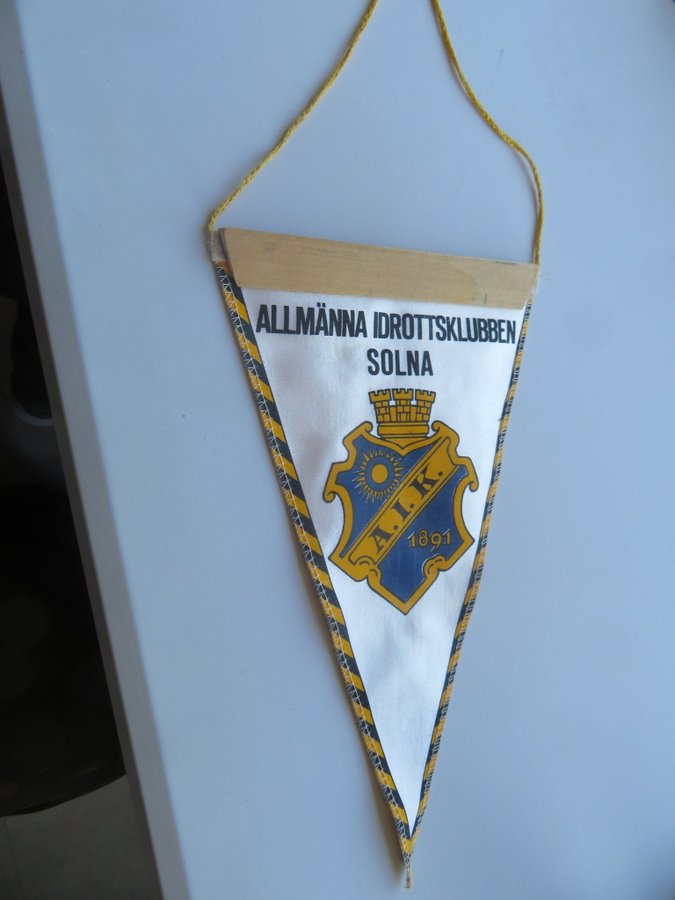 ALLMÄNNA IDROTTSKLUBBEN
SOLNA
A.I.K.
1891